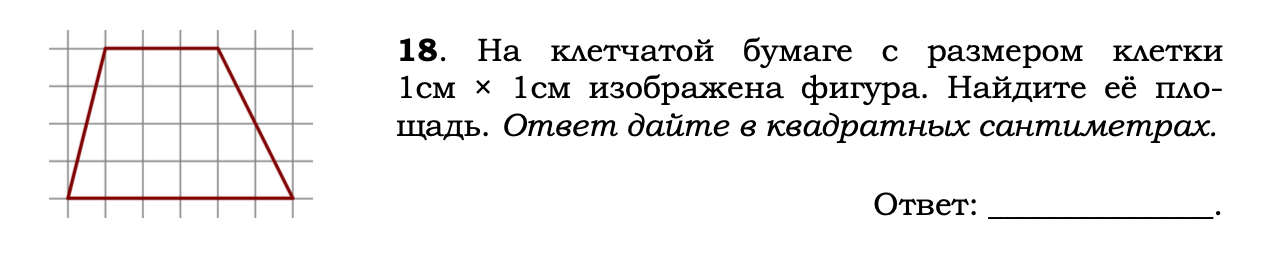 18. На клетчатой бумаге с размером клетки
1см × 1см изображена фигура. Найдите её пло-
щадь. Ответ дайте в квадратных сантиметрах.
Ответ: ______________.